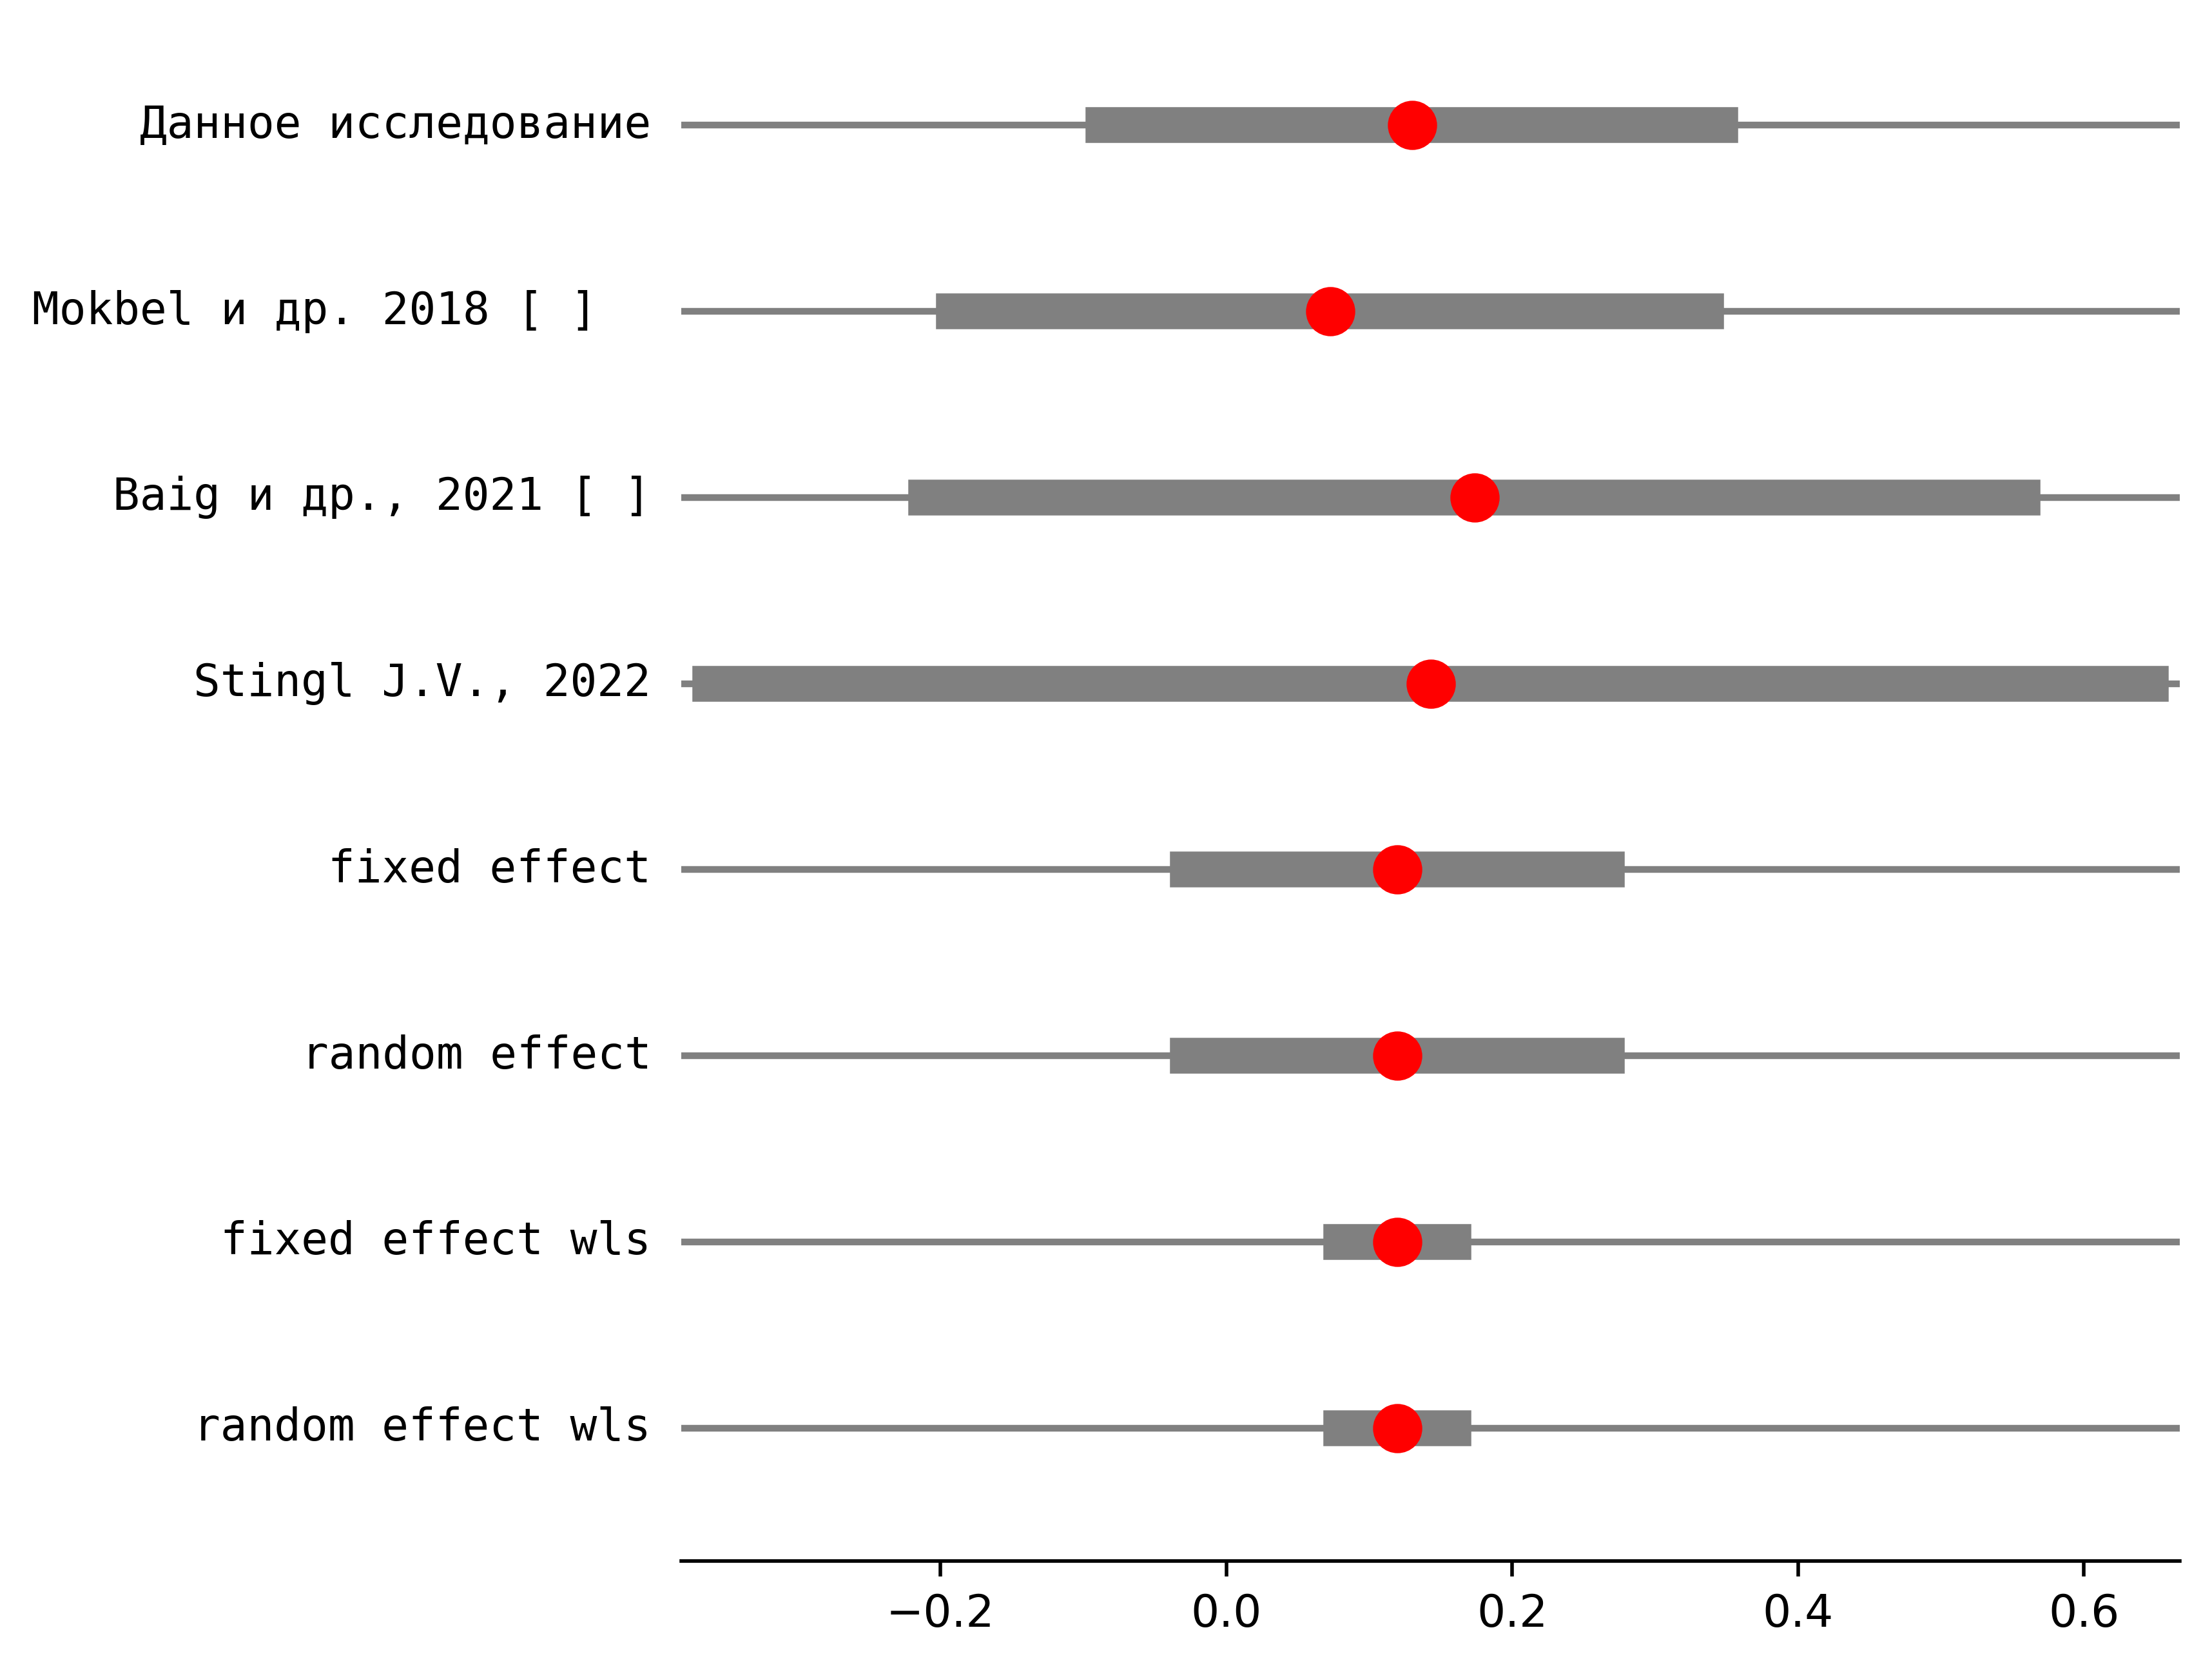 Данное исследование
Mokbel и др. 2018 [ ]
Baig и др., 2021 [ ]
Stingl J.V., 2022
fixed effect
random effect
fixed effect wls
random effect wls
−0.2 0.0 0.2 0.4 0.6